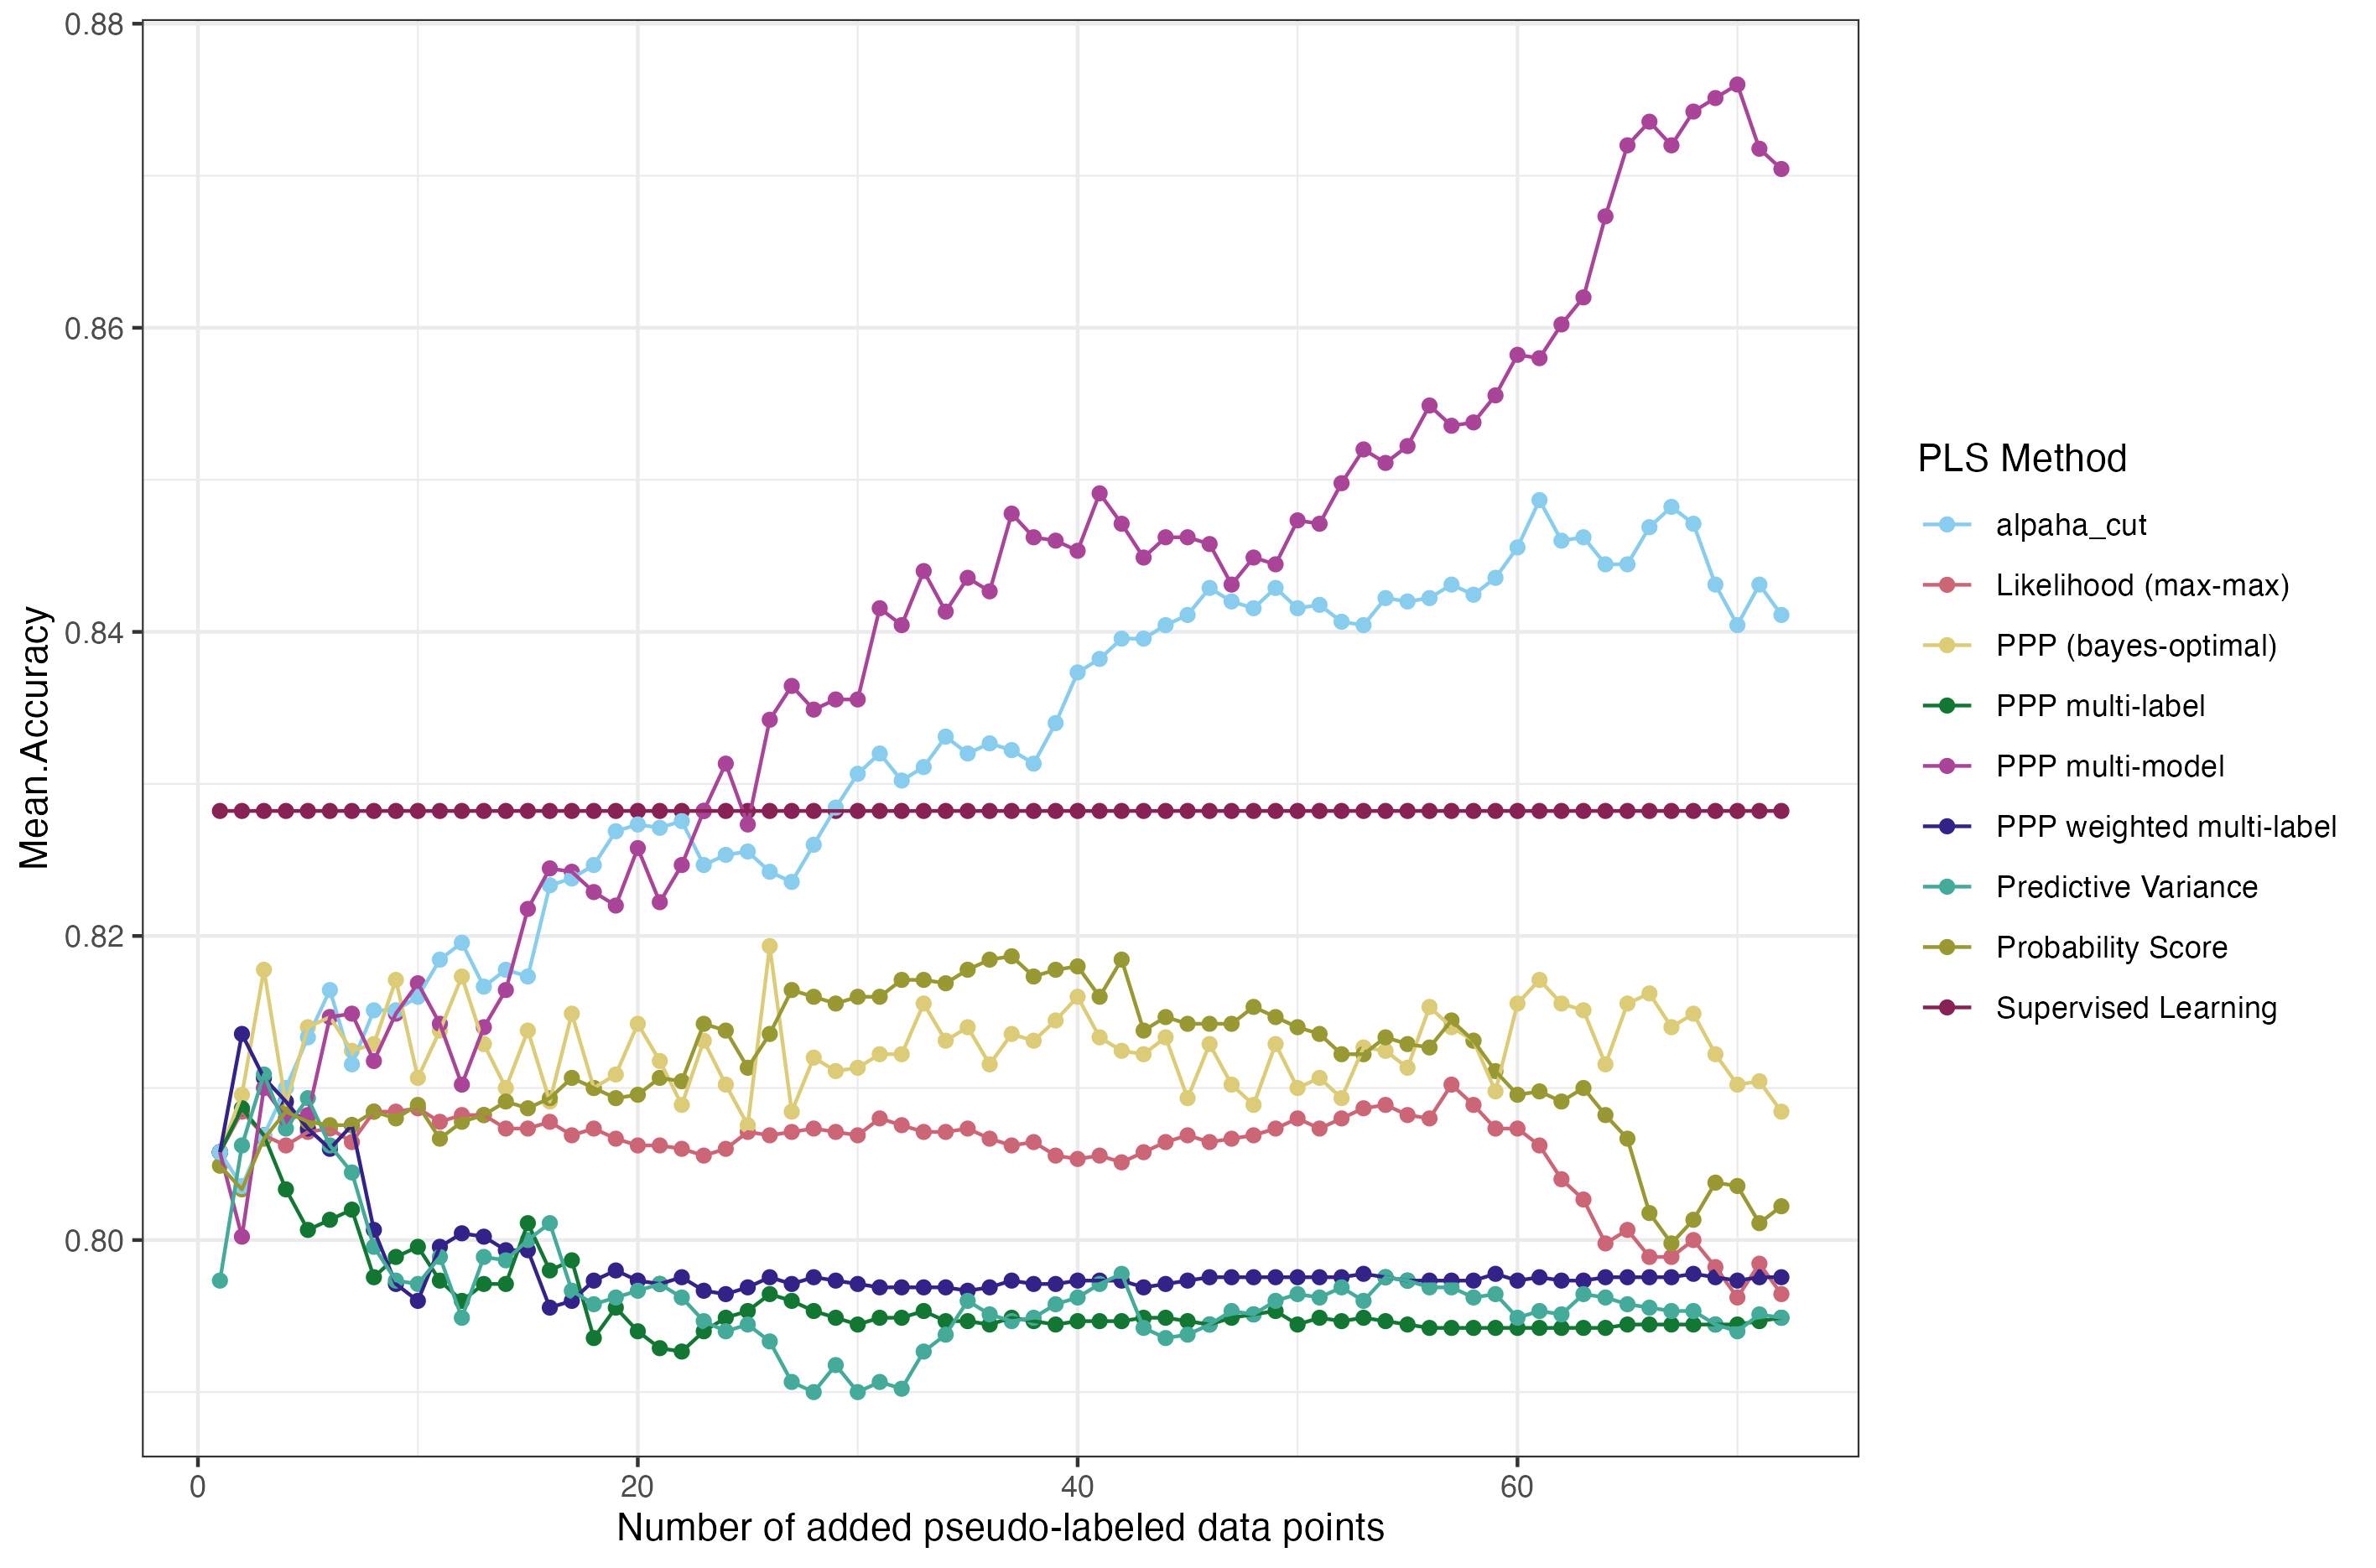 0.88
0.86
0.84
0.82
0.80
Mean.Accuracy
0
20
40
60
Number of added pseudo-labeled data points
PLS Method
alpaha_cut
Likelihood (max-max)
PPP (bayes-optimal)
PPP multi-label
PPP multi-model
PPP weighted multi-label
Predictive Variance
Probability Score
Supervised Learning